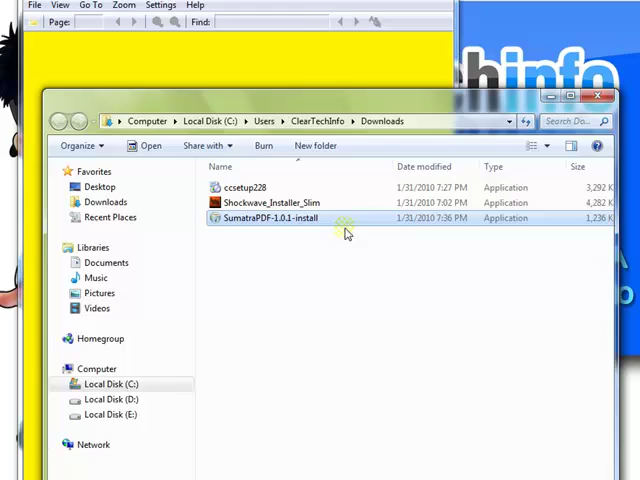 File View Go To Zoom Settings Help
Page: Find:
hinfo
Computer Local Disk (C:) Users ClearTechInfo Downloads Search Do...
Organize Open Share with Burn New folder
Name Date modified Type Size
Favorites
Desktop
Downloads
Recent Places
Libraries
Documents
Music
Pictures
Videos
Homegroup
Computer
Local Disk (C:)
Local Disk (D:)
Local Disk (E:)
Network
ccsetup228 1/31/2010 7:27 PM Application 3,292 K
Shockwave_Installer_Slim 1/31/2010 7:02 PM Application 4,282 K
SumatraPDF-1.0.1-install 1/31/2010 7:36 PM Application 1,236 K
A
o